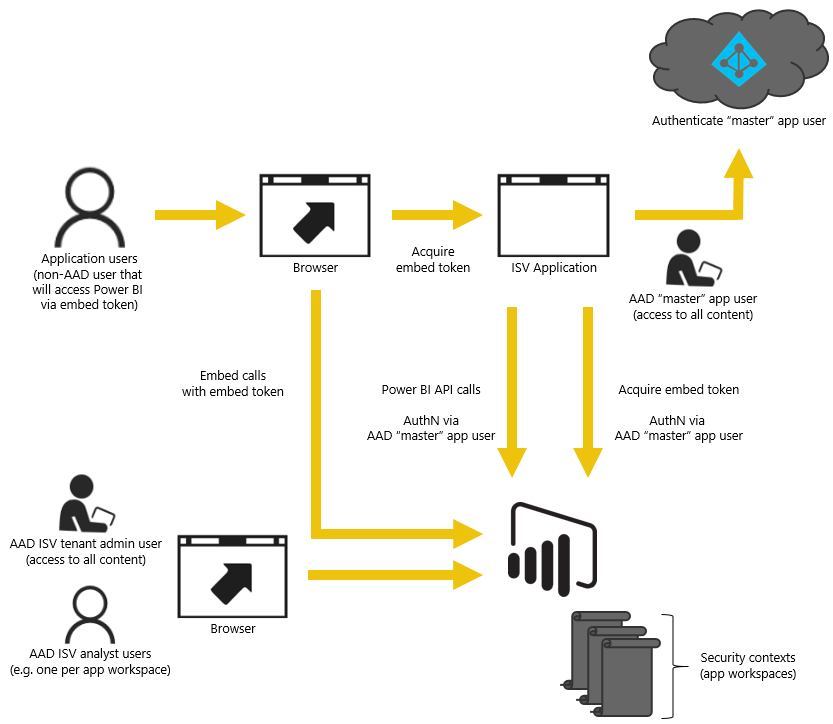 Authenticate “master” app user
Application users
(non-AAD user that
will access Power BI
via embed token)
Browser
Acquire
embed token
ISV Application
AAD “master” app user
(access to all content)
Embed calls
with embed token
Power BI API calls
AuthN via
AAD “master” app user
Acquire embed token
AuthN via
AAD “master” app user
AAD ISV tenant admin user
(access to all content)
AAD ISV analyst users
(e.g. one per app workspace)
Browser
Security contexts
(app workspaces)